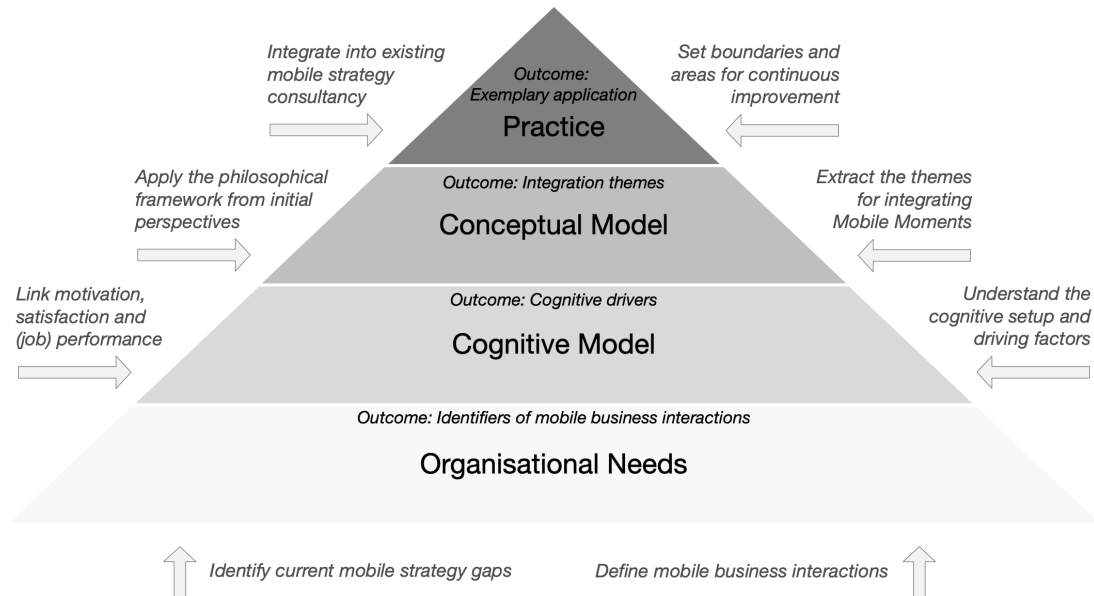 Integrate into existing
mobile strategy
consultancy
Outcome:
Exemplary application
Practice
Set boundaries and
areas for continuous
improvement
Apply the philosophical
framework from initial
perspectives
Outcome: Integration themes
Conceptual Model
Extract the themes
for integrating
Mobile Moments
Link motivation,
satisfaction and
(job) performance
Outcome: Cognitive drivers
Cognitive Model
Understand the
cognitive setup and
driving factors
Outcome: Identifiers of mobile business interactions
Organisational Needs
Identify current mobile strategy gaps
Define mobile business interactions